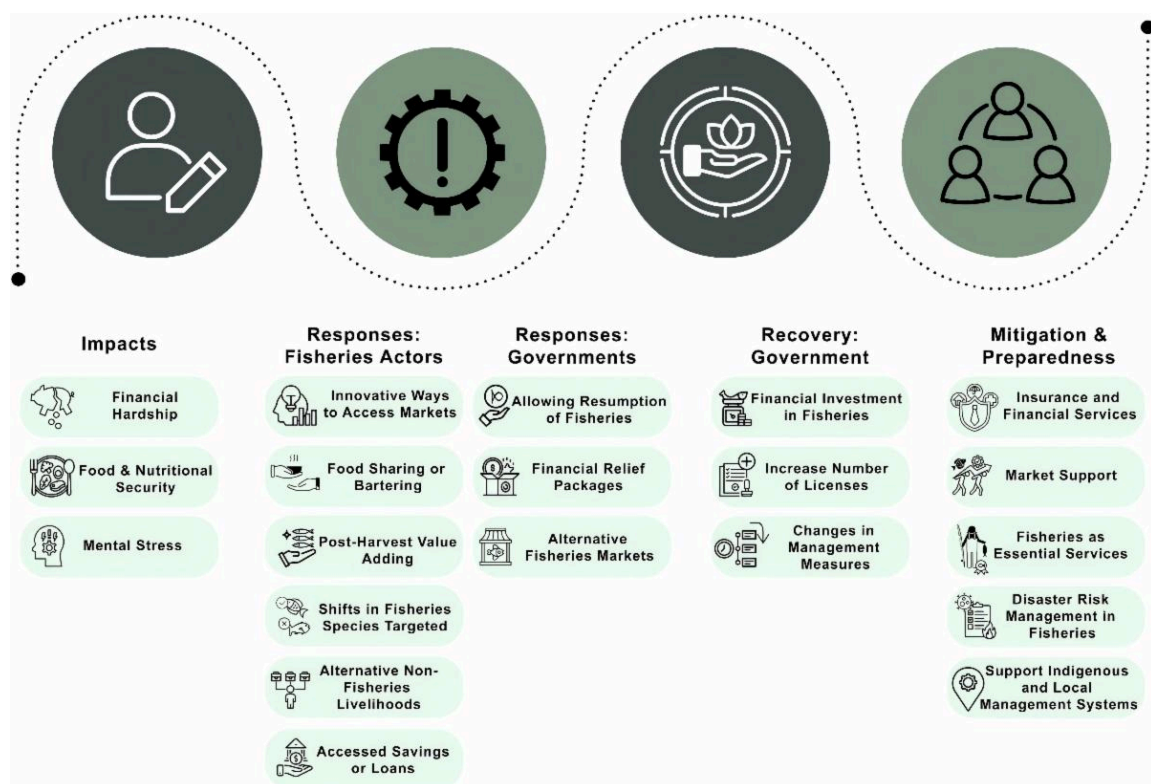 Impacts
Financial
Hardship
Food & Nutritional
Security
Mental Stress
Responses:
Fisheries Actors
Innovative Ways
to Access Markets
Food Sharing or
Bartering
Post-Harvest Value
Adding
Shifts in Fisheries
Species Targeted
Alternative Non-
Fisheries
Livelihoods
Accessed Savings
or Loans
Responses:
Governments
Allowing Resumption
of Fisheries
Financial Relief
Packages
Alternative
Fisheries Markets
Recovery:
Government
Financial Investment
in Fisheries
Increase Number
of Licenses
Changes in
Management
Measures
Mitigation &
Preparedness
Insurance and
Financial Services
Market Support
Fisheries as
Essential Services
Disaster Risk
Management in
Fisheries
Support Indigenous
and Local
Management Systems